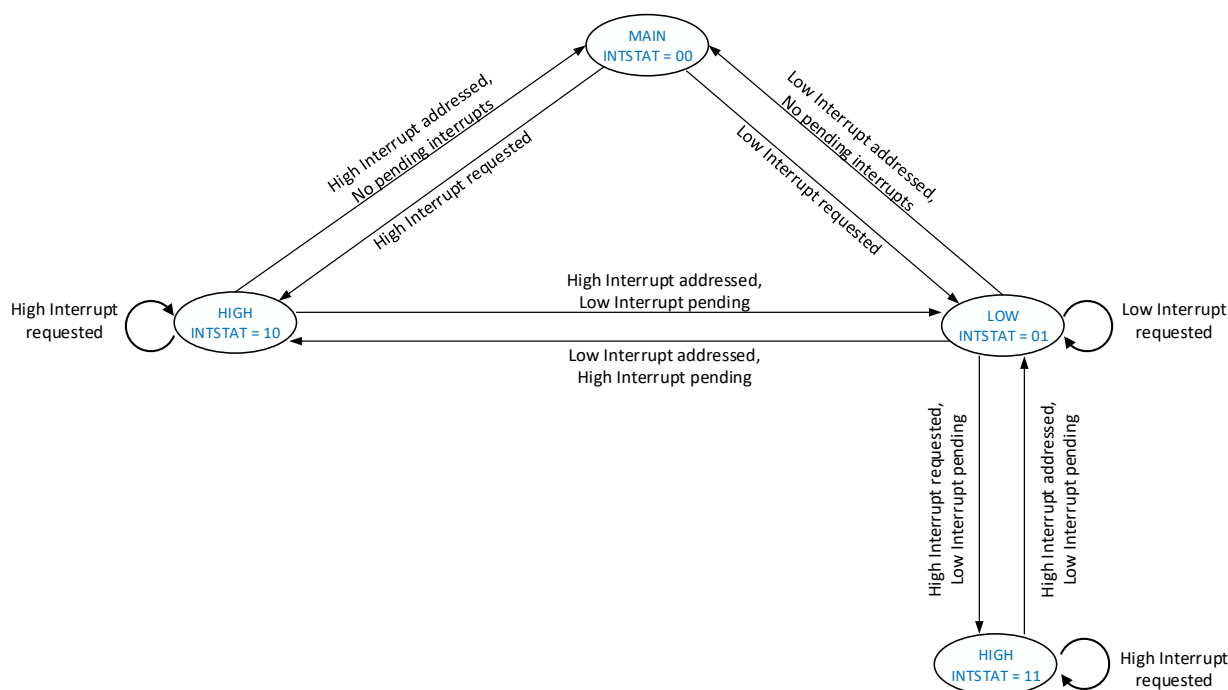 MAIN
INTSTAT = 00
High Interrupt addressed,
No pending interrupts
High Interrupt requested
Low Interrupt addressed,
No pending interrupts
Low Interrupt requested
High Interrupt
requested
HIGH
INTSTAT = 10
High Interrupt addressed,
Low Interrupt pending
Low Interrupt addressed,
High Interrupt pending
LOW
INTSTAT = 01
Low Interrupt
requested
High Interrupt requested,
Low Interrupt pending
High Interrupt addressed,
Low Interrupt pending
HIGH
INTSTAT = 11
High Interrupt
requested